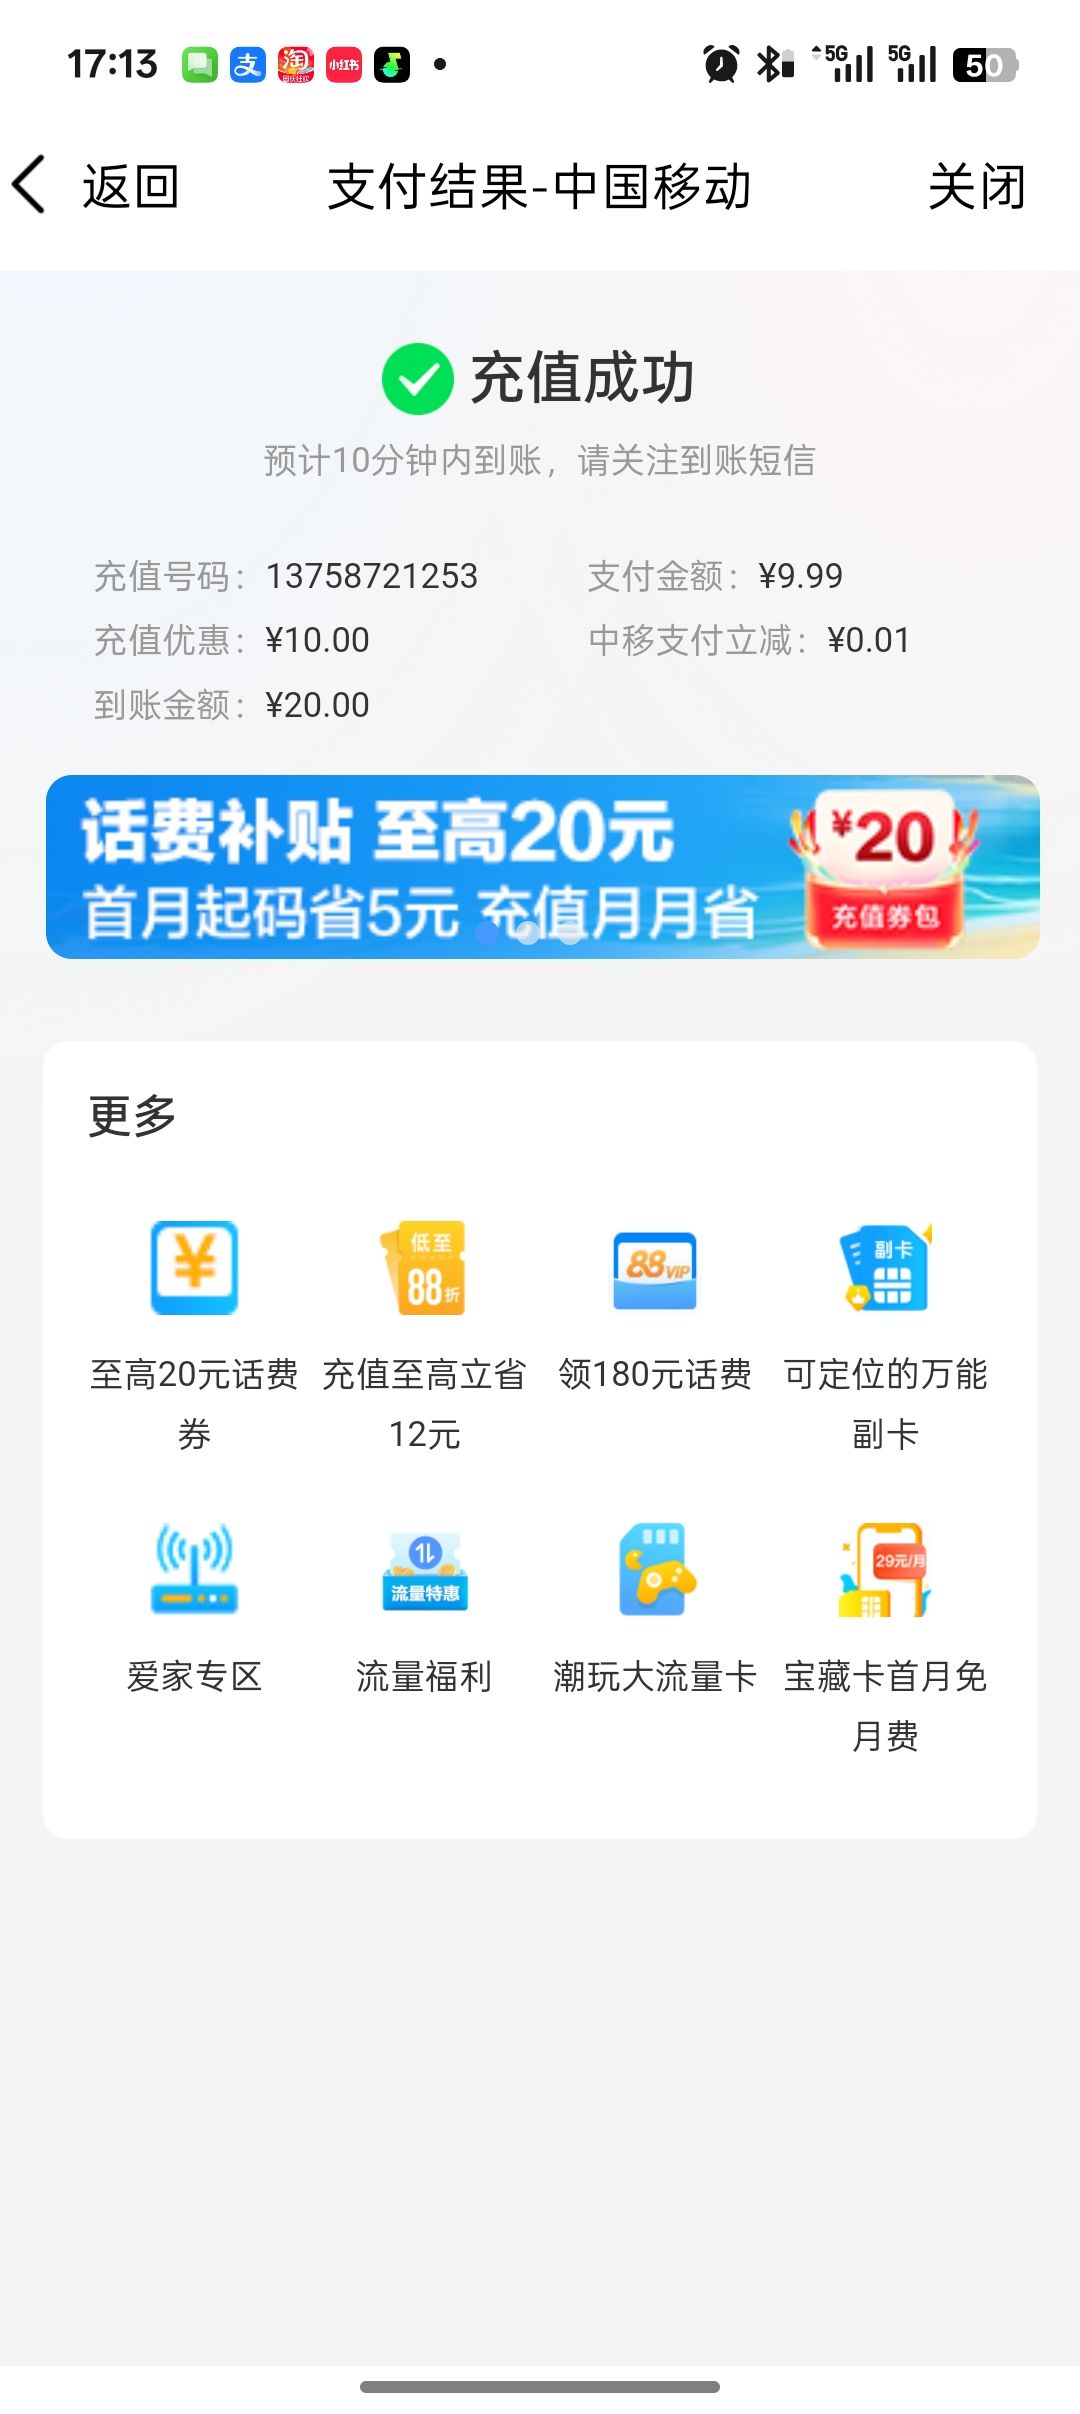 17:13
支
淘
小红书
5G
5G
50
返回
支付结果-中国移动
关闭
充值成功
预计10分钟内到账，请关注到账短信
充值号码：13758721253
支付金额：¥9.99
充值优惠：¥10.00
中移支付立减：¥0.01
到账金额：¥20.00
话费补贴 至高20元
首月起码省5元 充值月月省
¥20
充值券包
更多
¥
低至
88折
88VIP
副卡
至高20元话费
券
充值至高立省
12元
领180元话费
可定位的万能
副卡
流量特惠
29元/月
爱家专区
流量福利
潮玩大流量卡
宝藏卡首月免
月费